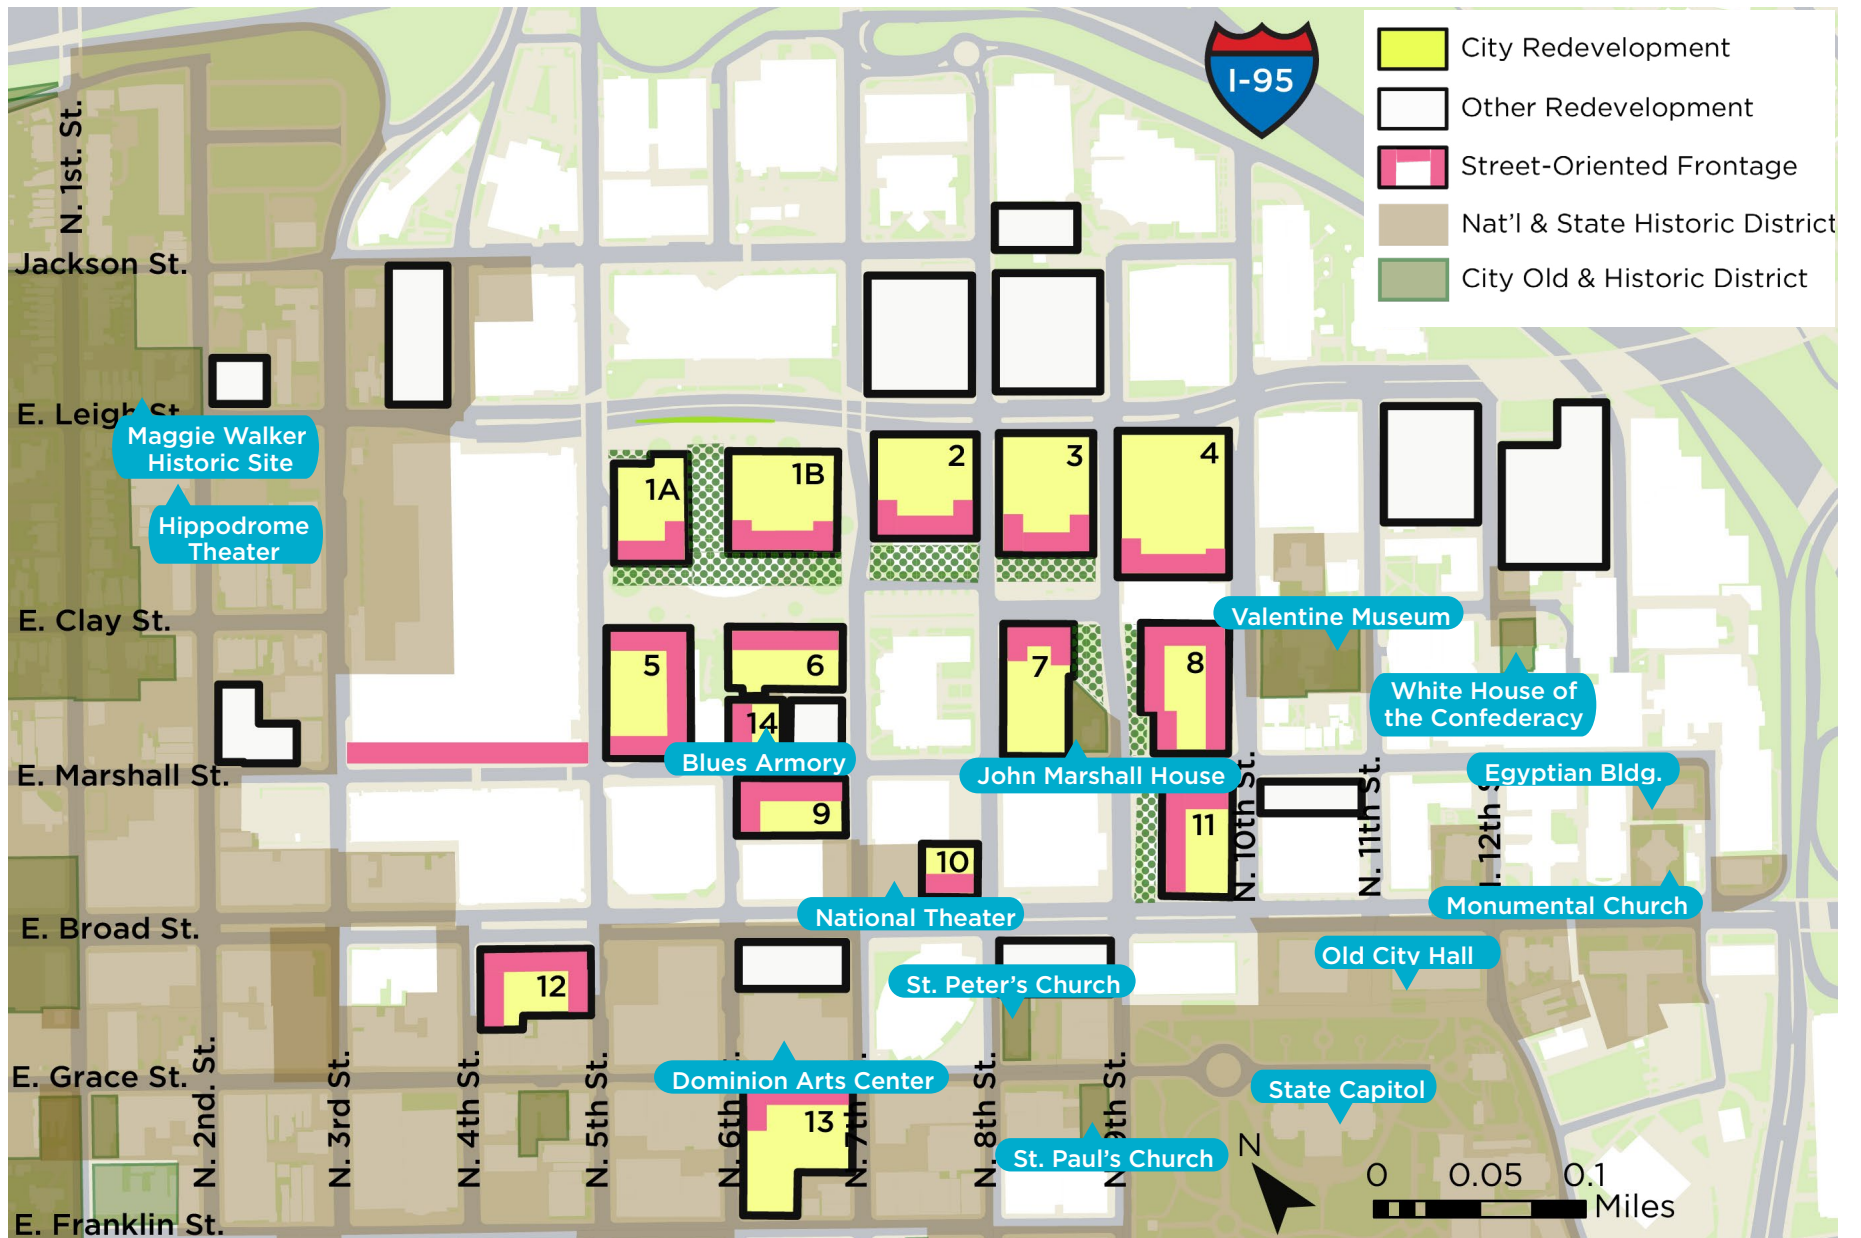 City Redevelopment
Other Redevelopment
Street-Oriented Frontage
Nat'l & State Historic District
City Old & Historic District
I-95
N. 1st. St.
Jackson St.
E. Leigh St.
Maggie Walker
Historic Site
Hippodrome
Theater
1A
1B
2
3
4
E. Clay St.
5
6
7
8
14
Valentine Museum
White House of
the Confederacy
Blues Armory
John Marshall House
Egyptian Bldg.
E. Marshall St.
9
10
11
N. 10th St.
N. 11th St.
12th S
National Theater
Monumental Church
E. Broad St.
12
St. Peter's Church
Old City Hall
E. Grace St.
N. 2nd. St.
N. 3rd St.
N. 4th St.
N. 5th St.
N. 6th
N. 7th
N. 8th St.
N. 9th St.
Dominion Arts Center
13
State Capitol
St. Paul's Church
N
0 0.05 0.1
Miles
E. Franklin St.